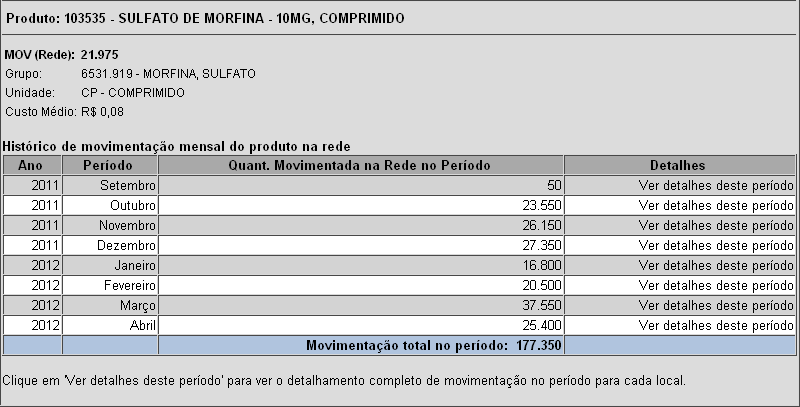 Produto: 103535 - SULFATO DE MORFINA - 10MG, COMPRIMIDO
MOV (Rede): 21.975
Grupo: 6531.919 - MORFINA, SULFATO
Unidade: CP - COMPRIMIDO
Custo Médio: R$ 0,08
Histórico de movimentação mensal do produto na rede
Ano Período Quant. Movimentada na Rede no Período Detalhes
2011 Setembro 50 Ver detalhes deste período
2011 Outubro 23.550 Ver detalhes deste período
2011 Novembro 26.150 Ver detalhes deste período
2011 Dezembro 27.350 Ver detalhes deste período
2012 Janeiro 16.800 Ver detalhes deste período
2012 Fevereiro 20.500 Ver detalhes deste período
2012 Março 37.550 Ver detalhes deste período
2012 Abril 25.400 Ver detalhes deste período
Movimentação total no período: 177.350
Clique em 'Ver detalhes deste período' para ver o detalhamento completo de movimentação no período para cada local.